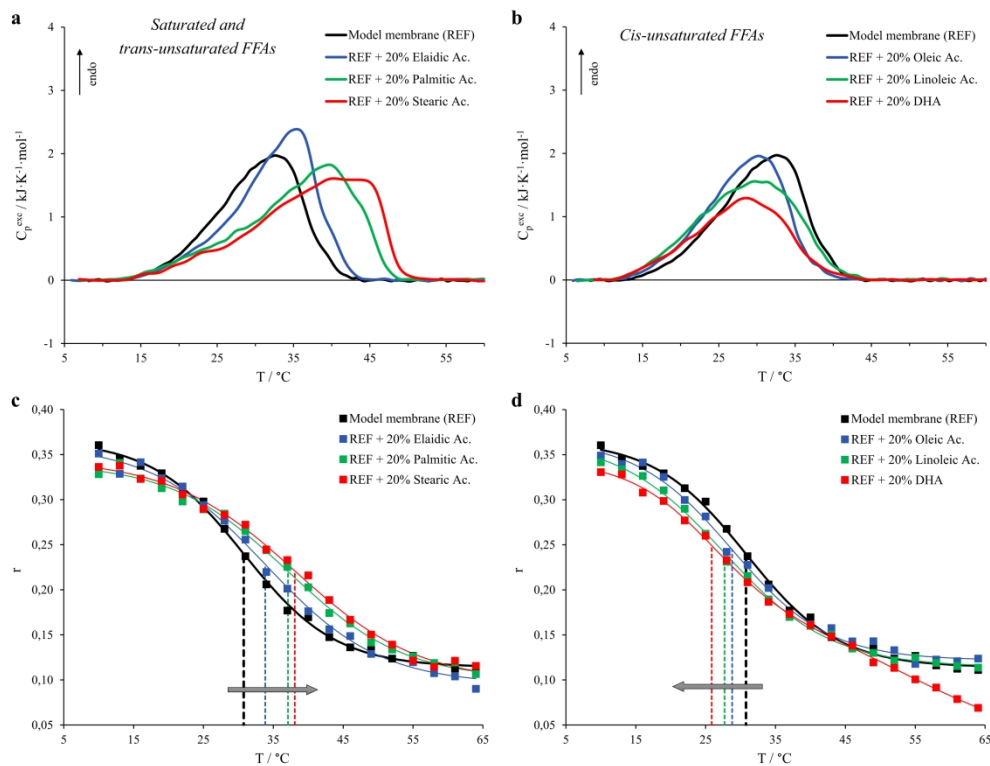 a
Saturated and
trans-unsaturated FFAs
Model membrane (REF)
REF + 20% Elaidic Ac.
REF + 20% Palmitic Ac.
REF + 20% Stearic Ac.
endo
4
3
2
1
0
-1
C_p^exc / kJ·K^-1·mol^-1
5 15 25 35 45 55
T / °C
b
Cis-unsaturated FFAs
Model membrane (REF)
REF + 20% Oleic Ac.
REF + 20% Linoleic Ac.
REF + 20% DHA
endo
4
3
2
1
0
-1
C_p^exc / kJ·K^-1·mol^-1
5 15 25 35 45 55
T / °C
c
Model membrane (REF)
REF + 20% Elaidic Ac.
REF + 20% Palmitic Ac.
REF + 20% Stearic Ac.
0,40
0,35
0,30
0,25
0,20
0,15
0,10
0,05
r
5 15 25 35 45 55 65
T / °C
d
Model membrane (REF)
REF + 20% Oleic Ac.
REF + 20% Linoleic Ac.
REF + 20% DHA
0,40
0,35
0,30
0,25
0,20
0,15
0,10
0,05
r
5 15 25 35 45 55 65
T / °C